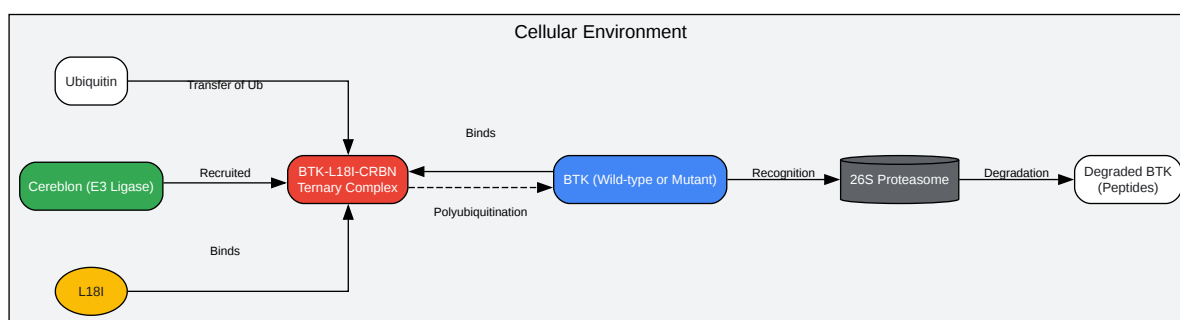 Cellular Environment
Ubiquitin
Transfer of Ub
Binds
Cereblon (E3 Ligase)
Recruited
BTK-L18I-CRBN
Ternary Complex
BTK (Wild-type or Mutant)
Recognition
26S Proteasome
Degradation
Degraded BTK
(Peptides)
Polyubiquitination
Binds
L18I